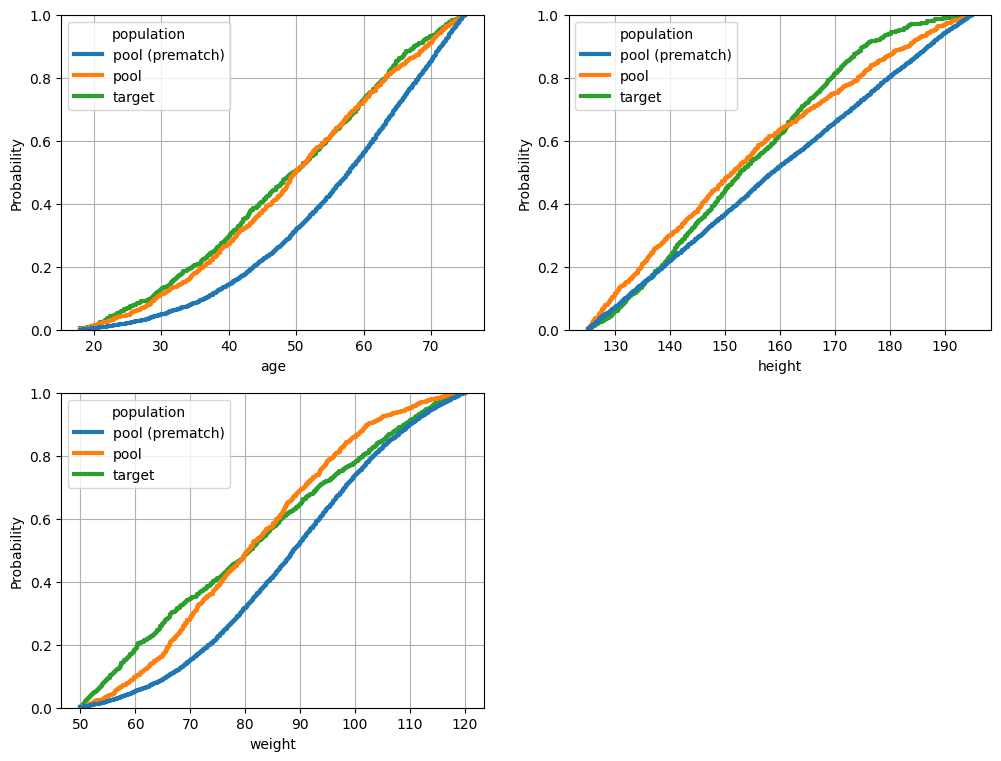 population
pool (prematch)
pool
target
1.0
0.8
0.6
0.4
0.2
0.0
Probability
20 30 40 50 60 70
age
population
pool (prematch)
pool
target
1.0
0.8
0.6
0.4
0.2
0.0
Probability
130 140 150 160 170 180 190
height
population
pool (prematch)
pool
target
1.0
0.8
0.6
0.4
0.2
0.0
Probability
50 60 70 80 90 100 110 120
weight